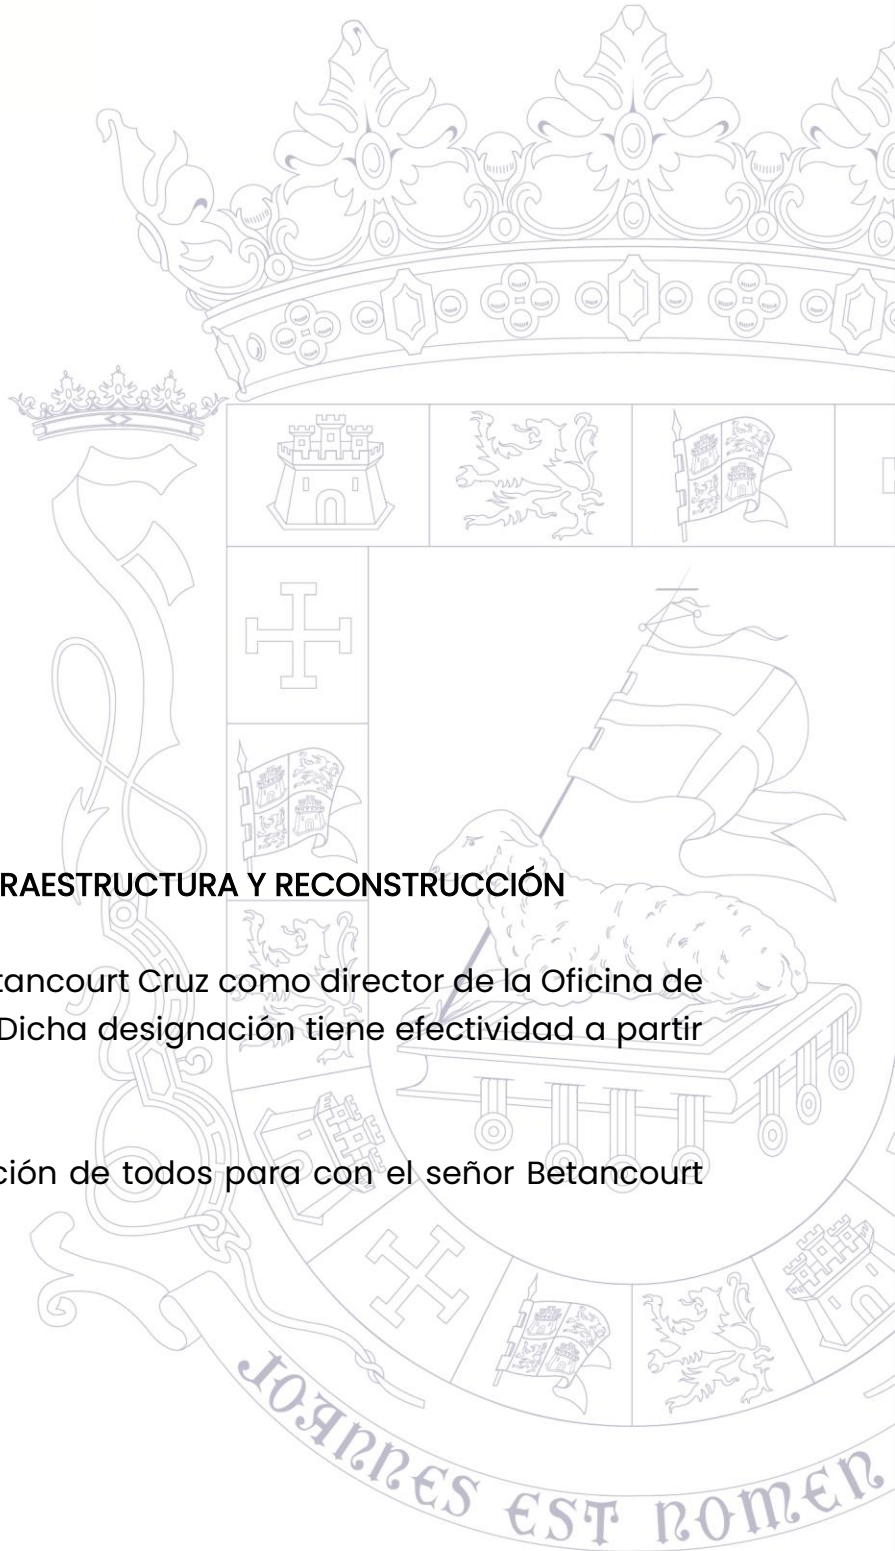 RAESTRUCTURA Y RECONSTRUCCIÓN
tancourt Cruz como director de la Oficina de
Dicha designación tiene efectividad a partir
ción de todos para con el señor Betancourt
JOANNES EST NOMEN